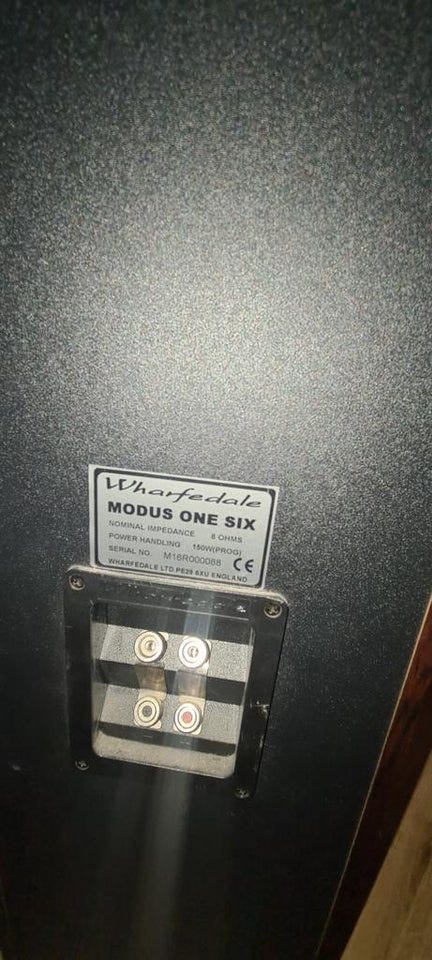 Wharfedale
MODUS ONE SIX
NOMINAL IMPEDANCE 8 OHMS
POWER HANDLING 150W(PROG)
SERIAL NO. M16R000088 CE
WHARFEDALE LTD.PE29 6XU ENGLAND